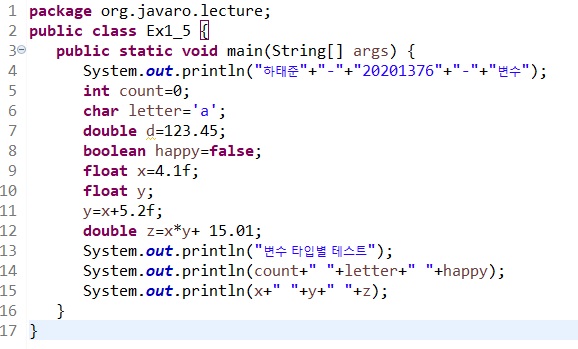 1 package org.javaro.lecture;
2 public class Ex1_5 {
3 public static void main(String[] args) {
4 System.out.println("하태준"+"-"+"20201376"+"-"+"변수");
5 int count=0;
6 char letter='a';
7 double d=123.45;
8 boolean happy=false;
9 float x=4.1f;
10 float y;
11 y=x+5.2f;
12 double z=x*y+ 15.01;
13 System.out.println("변수 타입별 테스트");
14 System.out.println(count+" "+letter+" "+happy);
15 System.out.println(x+" "+y+" "+z);
16 }
17 }